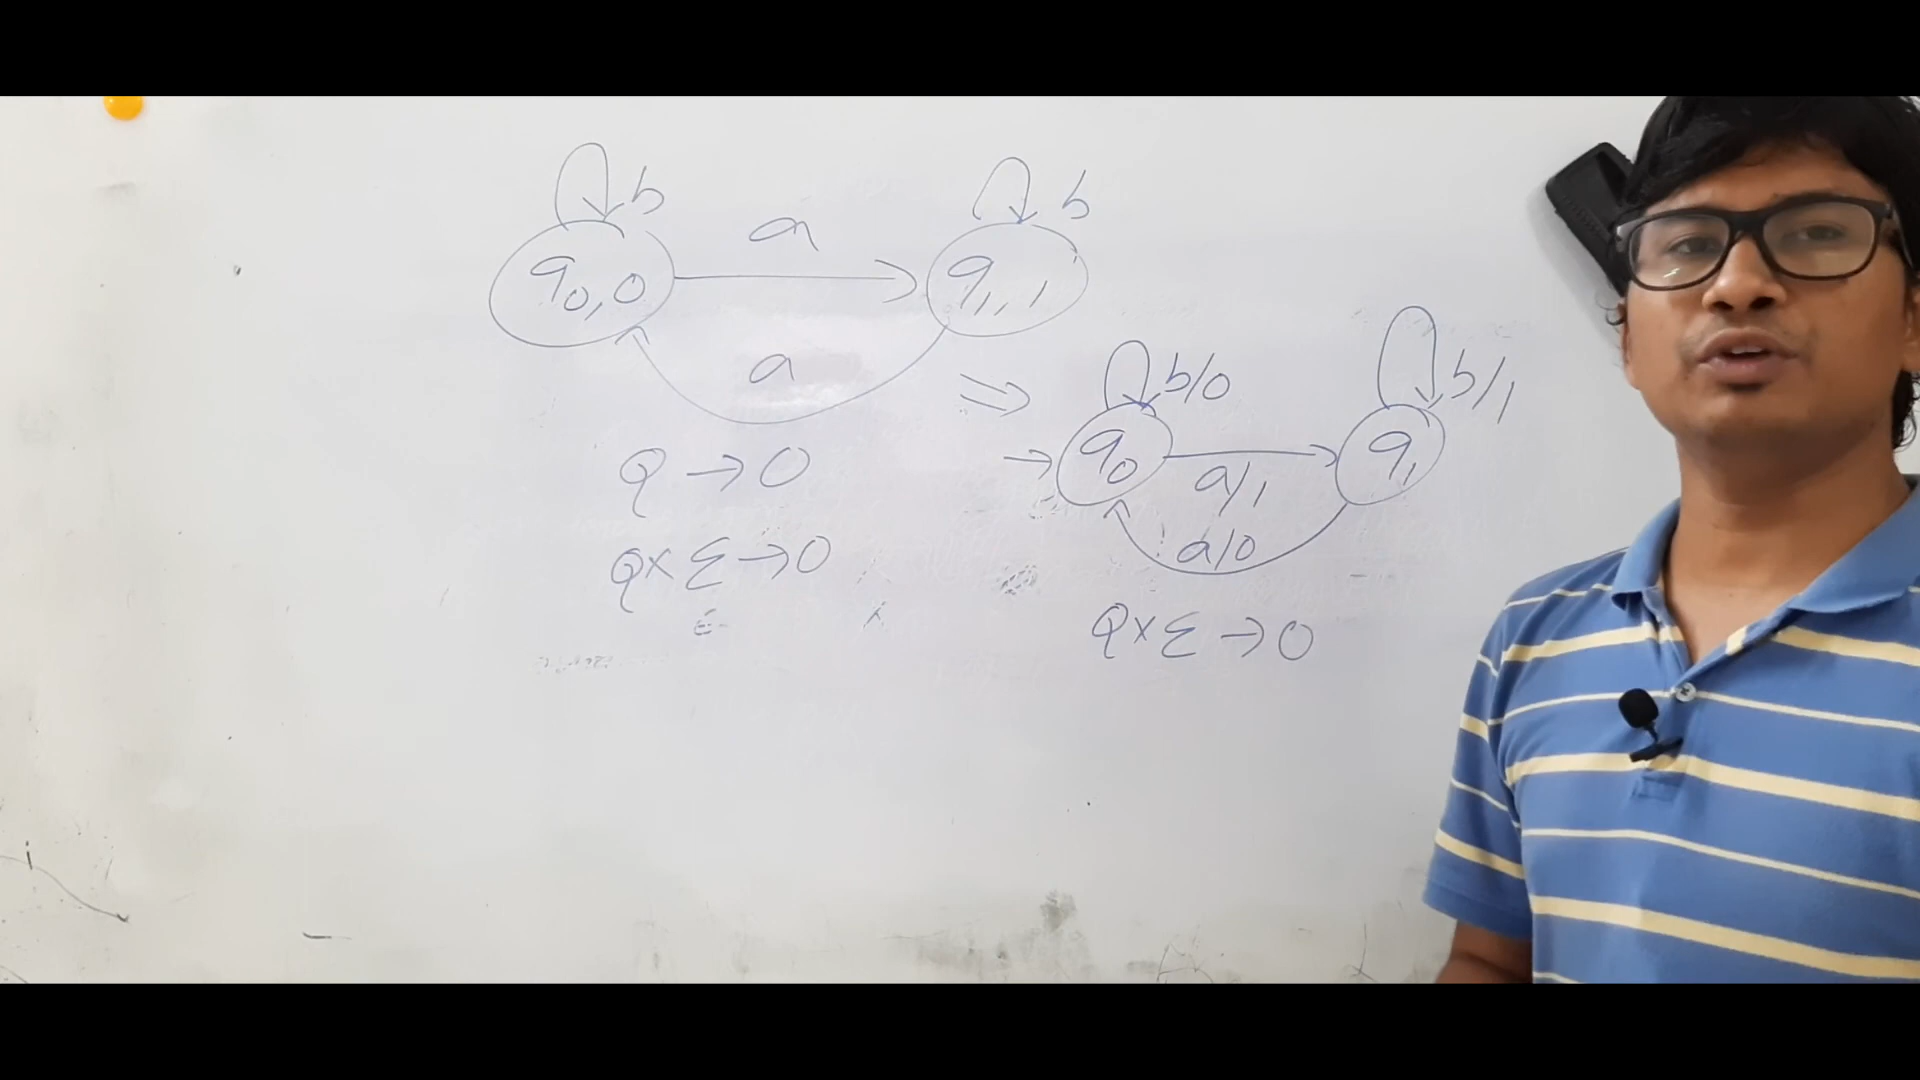 b
b
a
q0,0
q1,1
a
⇒
b/0
b/1
→ q0
q1
a/1
a/0
Q → O
Q × Σ → O
Q × Σ → O